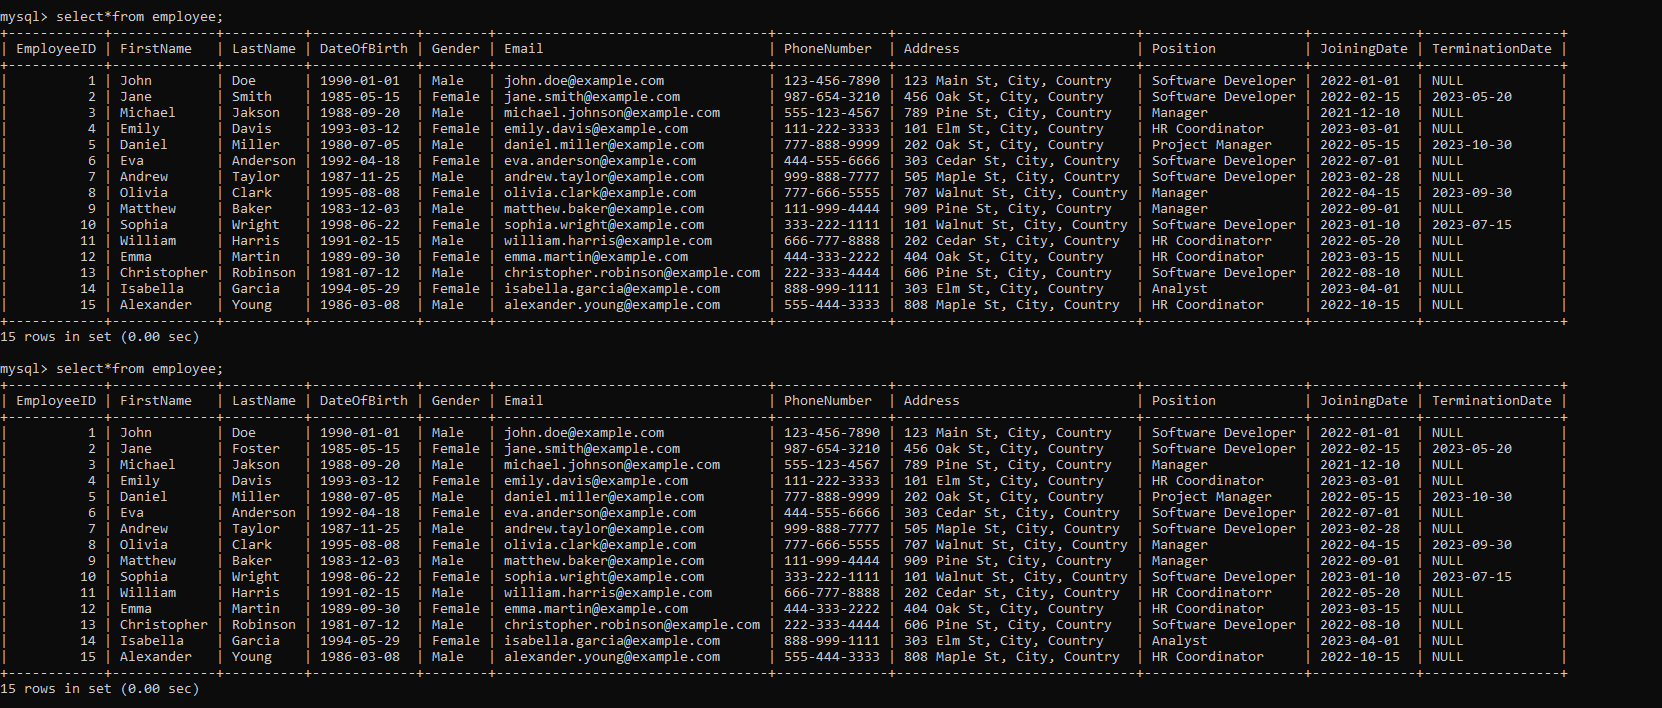 mysql> select*from employee;
+------------+-------------+----------+-------------+--------+----------------------------------+--------------+------------------------------+--------------------+-------------+-----------------+
| EmployeeID | FirstName   | LastName | DateOfBirth | Gender | Email                            | PhoneNumber  | Address                      | Position           | JoiningDate | TerminationDate |
+------------+-------------+----------+-------------+--------+----------------------------------+--------------+------------------------------+--------------------+-------------+-----------------+
|          1 | John        | Doe      | 1990-01-01  | Male   | john.doe@example.com             | 123-456-7890 | 123 Main St, City, Country   | Software Developer | 2022-01-01  | NULL            |
|          2 | Jane        | Smith    | 1985-05-15  | Female | jane.smith@example.com           | 987-654-3210 | 456 Oak St, City, Country    | Software Developer | 2022-02-15  | 2023-05-20      |
|          3 | Michael     | Jakson   | 1988-09-20  | Male   | michael.johnson@example.com      | 555-123-4567 | 789 Pine St, City, Country   | Manager            | 2021-12-10  | NULL            |
|          4 | Emily       | Davis    | 1993-03-12  | Female | emily.davis@example.com          | 111-222-3333 | 101 Elm St, City, Country    | HR Coordinator     | 2023-03-01  | NULL            |
|          5 | Daniel      | Miller   | 1980-07-05  | Male   | daniel.miller@example.com        | 777-888-9999 | 202 Oak St, City, Country    | Project Manager    | 2022-05-15  | 2023-10-30      |
|          6 | Eva         | Anderson | 1992-04-18  | Female | eva.anderson@example.com         | 444-555-6666 | 303 Cedar St, City, Country  | Software Developer | 2022-07-01  | NULL            |
|          7 | Andrew      | Taylor   | 1987-11-25  | Male   | andrew.taylor@example.com        | 999-888-7777 | 505 Maple St, City, Country  | Software Developer | 2023-02-28  | NULL            |
|          8 | Olivia      | Clark    | 1995-08-08  | Female | olivia.clark@example.com         | 777-666-5555 | 707 Walnut St, City, Country | Manager            | 2022-04-15  | 2023-09-30      |
|          9 | Matthew     | Baker    | 1983-12-03  | Male   | matthew.baker@example.com        | 111-999-4444 | 909 Pine St, City, Country   | Manager            | 2022-09-01  | NULL            |
|         10 | Sophia      | Wright   | 1998-06-22  | Female | sophia.wright@example.com        | 333-222-1111 | 101 Walnut St, City, Country | Software Developer | 2023-01-10  | 2023-07-15      |
|         11 | William     | Harris   | 1991-02-15  | Male   | william.harris@example.com       | 666-777-8888 | 202 Cedar St, City, Country  | HR Coordinatorr    | 2022-05-20  | NULL            |
|         12 | Emma        | Martin   | 1989-09-30  | Female | emma.martin@example.com          | 444-333-2222 | 404 Oak St, City, Country    | HR Coordinator     | 2023-03-15  | NULL            |
|         13 | Christopher | Robinson | 1981-07-12  | Male   | christopher.robinson@example.com | 222-333-4444 | 606 Pine St, City, Country   | Software Developer | 2022-08-10  | NULL            |
|         14 | Isabella    | Garcia   | 1994-05-29  | Female | isabella.garcia@example.com      | 888-999-1111 | 303 Elm St, City, Country    | Analyst            | 2023-04-01  | NULL            |
|         15 | Alexander   | Young    | 1986-03-08  | Male   | alexander.young@example.com      | 555-444-3333 | 808 Maple St, City, Country  | HR Coordinator     | 2022-10-15  | NULL            |
+------------+-------------+----------+-------------+--------+----------------------------------+--------------+------------------------------+--------------------+-------------+-----------------+
15 rows in set (0.00 sec)
mysql> select*from employee;
+------------+-------------+----------+-------------+--------+----------------------------------+--------------+------------------------------+--------------------+-------------+-----------------+
| EmployeeID | FirstName   | LastName | DateOfBirth | Gender | Email                            | PhoneNumber  | Address                      | Position           | JoiningDate | TerminationDate |
+------------+-------------+----------+-------------+--------+----------------------------------+--------------+------------------------------+--------------------+-------------+-----------------+
|          1 | John        | Doe      | 1990-01-01  | Male   | john.doe@example.com             | 123-456-7890 | 123 Main St, City, Country   | Software Developer | 2022-01-01  | NULL            |
|          2 | Jane        | Foster   | 1985-05-15  | Female | jane.smith@example.com           | 987-654-3210 | 456 Oak St, City, Country    | Software Developer | 2022-02-15  | 2023-05-20      |
|          3 | Michael     | Jakson   | 1988-09-20  | Male   | michael.johnson@example.com      | 555-123-4567 | 789 Pine St, City, Country   | Manager            | 2021-12-10  | NULL            |
|          4 | Emily       | Davis    | 1993-03-12  | Female | emily.davis@example.com          | 111-222-3333 | 101 Elm St, City, Country    | HR Coordinator     | 2023-03-01  | NULL            |
|          5 | Daniel      | Miller   | 1980-07-05  | Male   | daniel.miller@example.com        | 777-888-9999 | 202 Oak St, City, Country    | Project Manager    | 2022-05-15  | 2023-10-30      |
|          6 | Eva         | Anderson | 1992-04-18  | Female | eva.anderson@example.com         | 444-555-6666 | 303 Cedar St, City, Country  | Software Developer | 2022-07-01  | NULL            |
|          7 | Andrew      | Taylor   | 1987-11-25  | Male   | andrew.taylor@example.com        | 999-888-7777 | 505 Maple St, City, Country  | Software Developer | 2023-02-28  | NULL            |
|          8 | Olivia      | Clark    | 1995-08-08  | Female | olivia.clark@example.com         | 777-666-5555 | 707 Walnut St, City, Country | Manager            | 2022-04-15  | 2023-09-30      |
|          9 | Matthew     | Baker    | 1983-12-03  | Male   | matthew.baker@example.com        | 111-999-4444 | 909 Pine St, City, Country   | Manager            | 2022-09-01  | NULL            |
|         10 | Sophia      | Wright   | 1998-06-22  | Female | sophia.wright@example.com        | 333-222-1111 | 101 Walnut St, City, Country | Software Developer | 2023-01-10  | 2023-07-15      |
|         11 | William     | Harris   | 1991-02-15  | Male   | william.harris@example.com       | 666-777-8888 | 202 Cedar St, City, Country  | HR Coordinatorr    | 2022-05-20  | NULL            |
|         12 | Emma        | Martin   | 1989-09-30  | Female | emma.martin@example.com          | 444-333-2222 | 404 Oak St, City, Country    | HR Coordinator     | 2023-03-15  | NULL            |
|         13 | Christopher | Robinson | 1981-07-12  | Male   | christopher.robinson@example.com | 222-333-4444 | 606 Pine St, City, Country   | Software Developer | 2022-08-10  | NULL            |
|         14 | Isabella    | Garcia   | 1994-05-29  | Female | isabella.garcia@example.com      | 888-999-1111 | 303 Elm St, City, Country    | Analyst            | 2023-04-01  | NULL            |
|         15 | Alexander   | Young    | 1986-03-08  | Male   | alexander.young@example.com      | 555-444-3333 | 808 Maple St, City, Country  | HR Coordinator     | 2022-10-15  | NULL            |
+------------+-------------+----------+-------------+--------+----------------------------------+--------------+------------------------------+--------------------+-------------+-----------------+
15 rows in set (0.00 sec)